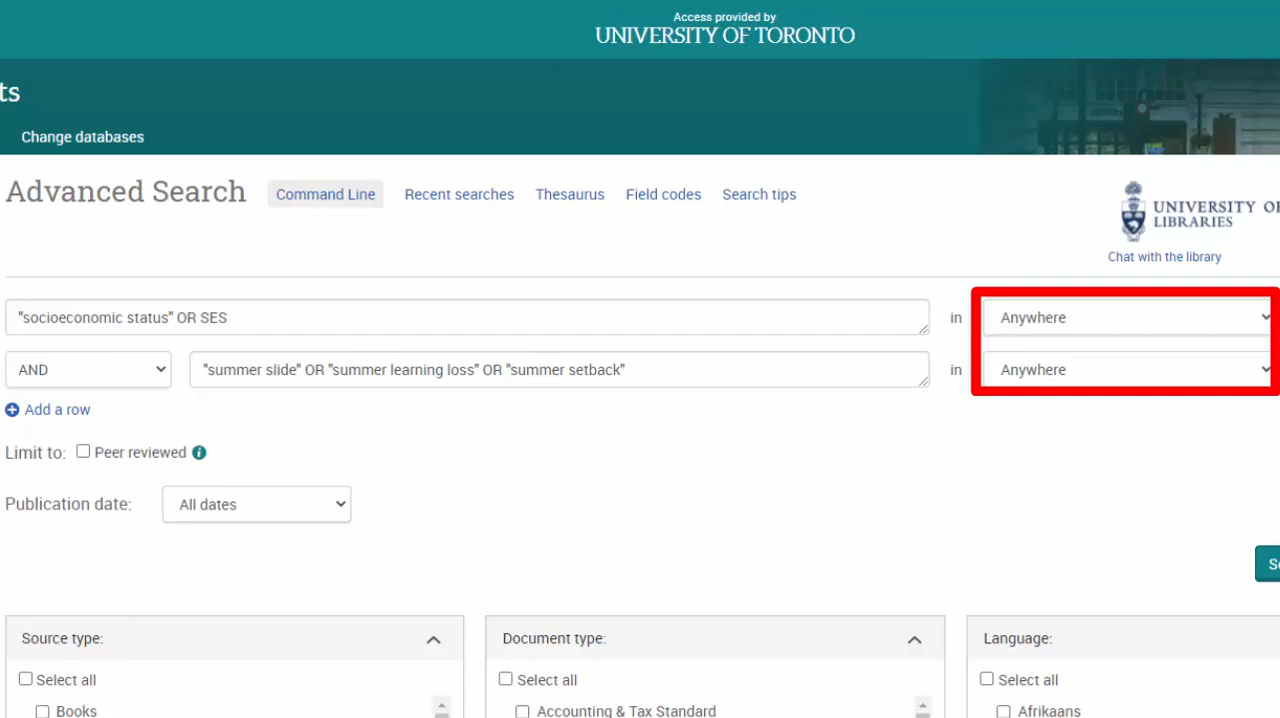 Access provided by
UNIVERSITY OF TORONTO
ts
Change databases
Advanced Search Command Line Recent searches Thesaurus Field codes Search tips
UNIVERSITY OF
LIBRARIES
Chat with the library
"socioeconomic status" OR SES in Anywhere
AND "summer slide" OR "summer learning loss" OR "summer setback" in Anywhere
Add a row
Limit to: Peer reviewed
Publication date: All dates
Source type: Document type: Language:
Select all Select all Select all
Books Accounting & Tax Standard Afrikaans